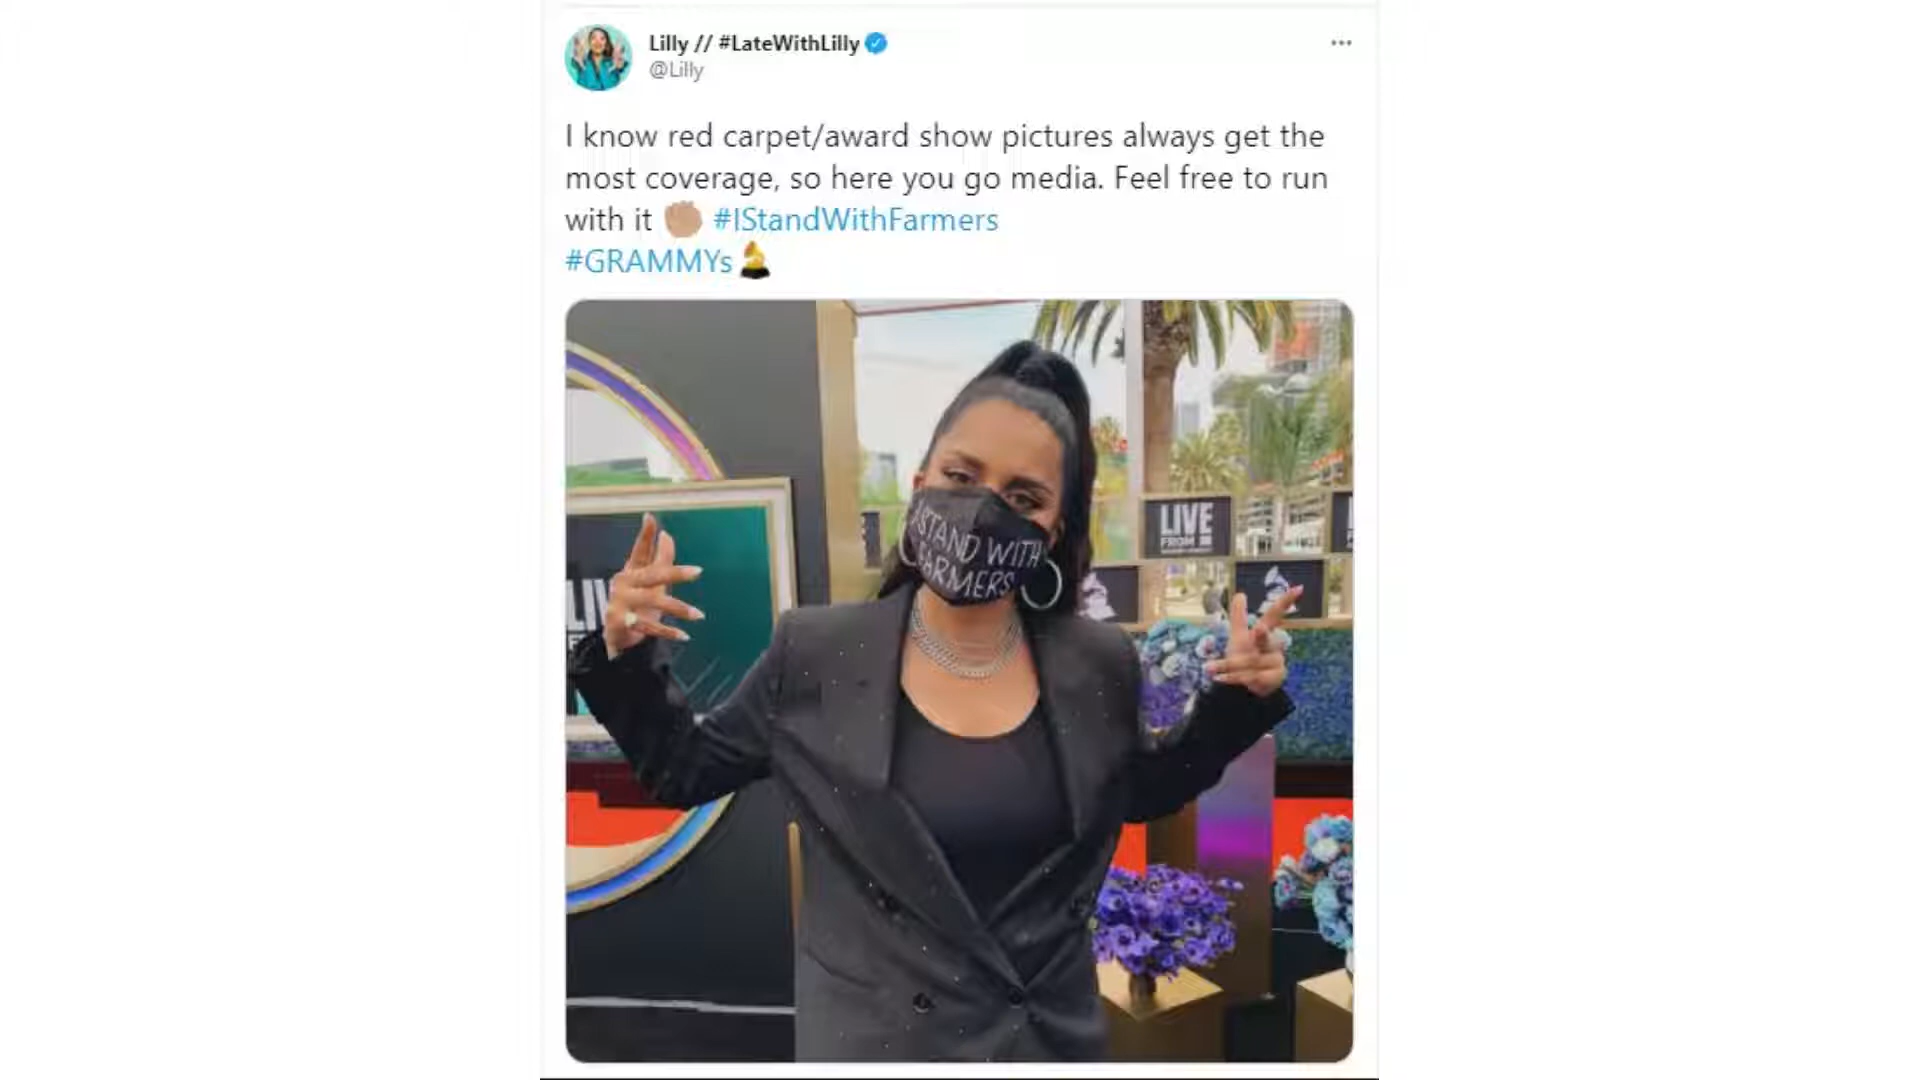 Lilly // #LateWithLilly
@Lilly
I know red carpet/award show pictures always get the
most coverage, so here you go media. Feel free to run
with it ✊🏽 #IStandWithFarmers
#GRAMMYs
I STAND WITH
FARMERS
LIVE
FROM
LIV